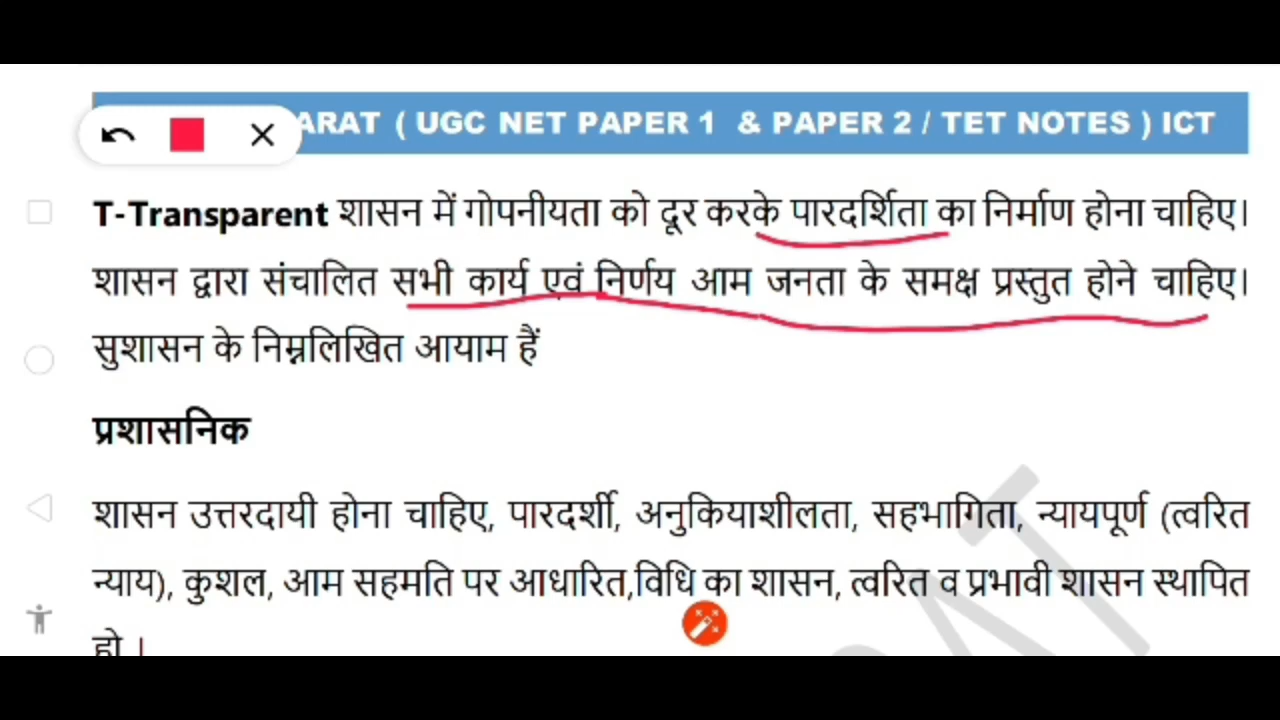 ARAT ( UGC NET PAPER 1 & PAPER 2 / TET NOTES ) ICT
T-Transparent शासन में गोपनीयता को दूर करके पारदर्शिता का निर्माण होना चाहिए।
शासन द्वारा संचालित सभी कार्य एवं निर्णय आम जनता के समक्ष प्रस्तुत होने चाहिए।
सुशासन के निम्नलिखित आयाम हैं
प्रशासनिक
शासन उत्तरदायी होना चाहिए, पारदर्शी, अनुकियाशीलता, सहभागिता, न्यायपूर्ण (त्वरित
न्याय), कुशल, आम सहमति पर आधारित,विधि का शासन, त्वरित व प्रभावी शासन स्थापित
हो ।